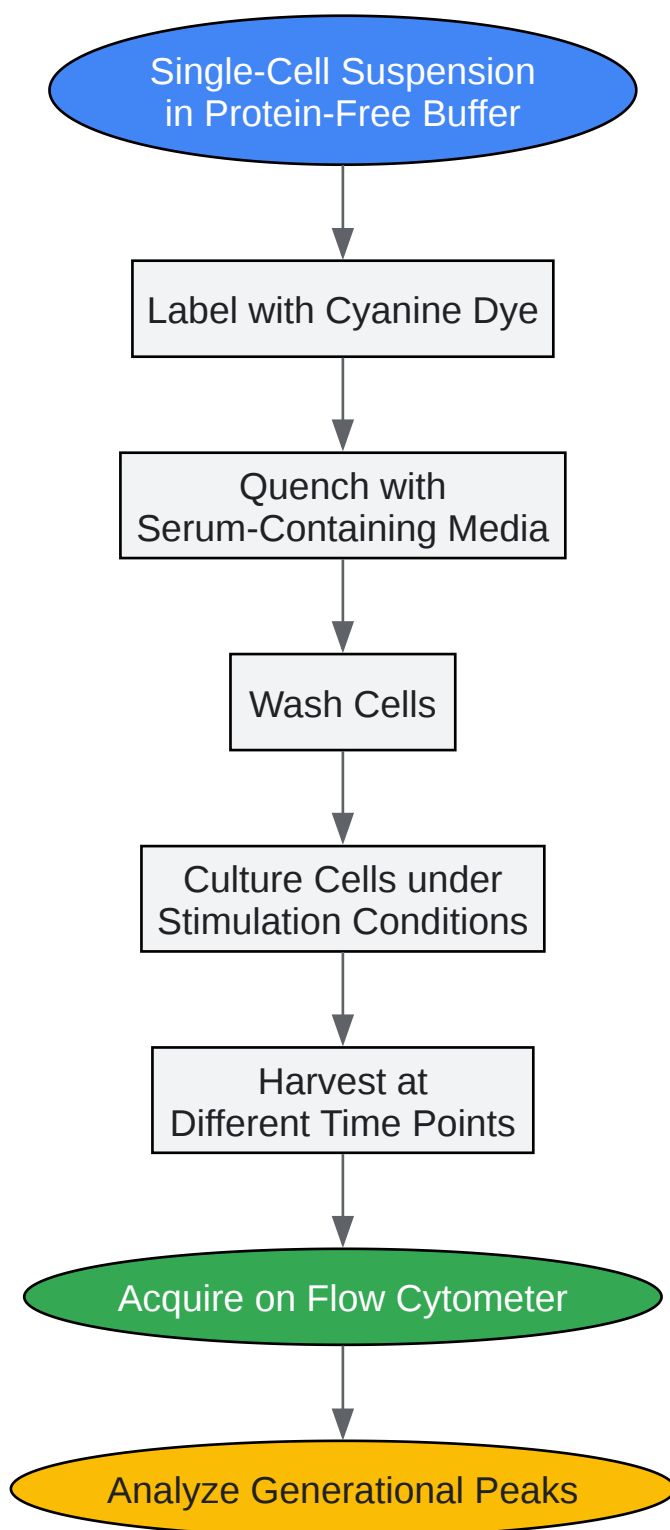 Single-Cell Suspension
in Protein-Free Buffer
Label with Cyanine Dye
Quench with
Serum-Containing Media
Wash Cells
Culture Cells under
Stimulation Conditions
Harvest at
Different Time Points
Acquire on Flow Cytometer
Analyze Generational Peaks